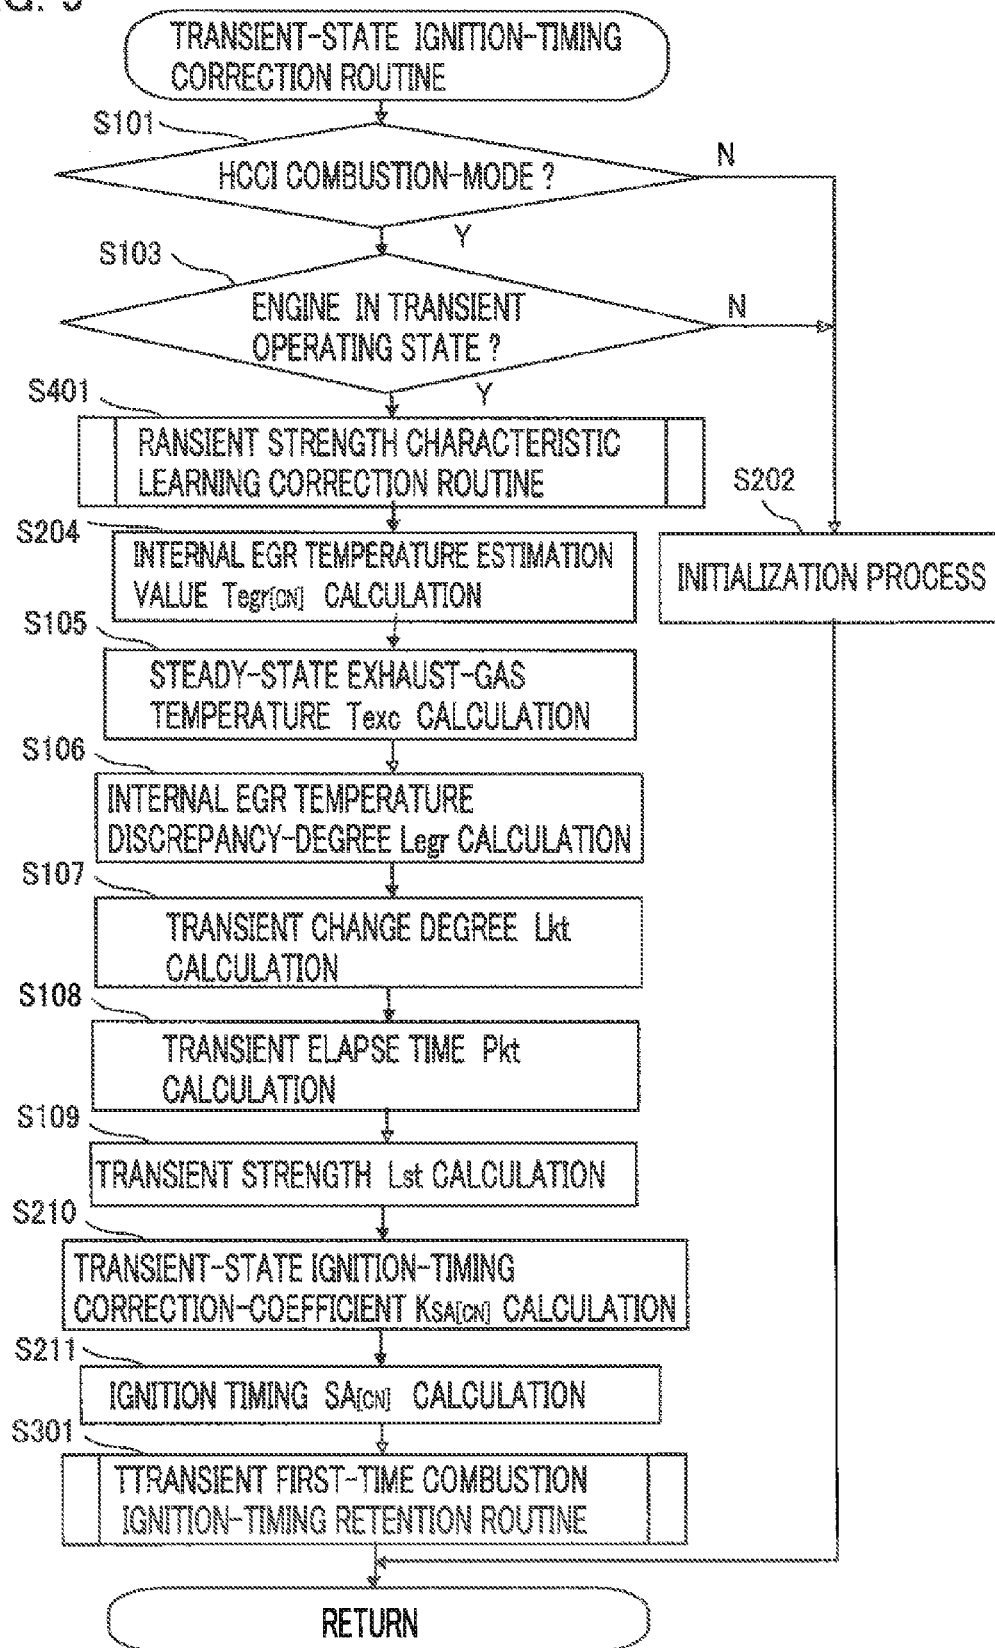 TRANSIENT-STATE IGNITION-TIMING
CORRECTION ROUTINE
S101
HCCI COMBUSTION-MODE ?
N
Y
S103
ENGINE IN TRANSIENT
OPERATING STATE ?
N
Y
S401
RANSIENT STRENGTH CHARACTERISTIC
LEARNING CORRECTION ROUTINE
S202
INITIALIZATION PROCESS
S204
INTERNAL EGR TEMPERATURE ESTIMATION
VALUE Tegr[CN] CALCULATION
S105
STEADY-STATE EXHAUST-GAS
TEMPERATURE Texc CALCULATION
S106
INTERNAL EGR TEMPERATURE
DISCREPANCY-DEGREE Legr CALCULATION
S107
TRANSIENT CHANGE DEGREE Lkt
CALCULATION
S108
TRANSIENT ELAPSE TIME Pkt
CALCULATION
S109
TRANSIENT STRENGTH Lst CALCULATION
S210
TRANSIENT-STATE IGNITION-TIMING
CORRECTION-COEFFICIENT KSA[CN] CALCULATION
S211
IGNITION TIMING SA[CN] CALCULATION
S301
TTRANSIENT FIRST-TIME COMBUSTION
IGNITION-TIMING RETENTION ROUTINE
RETURN